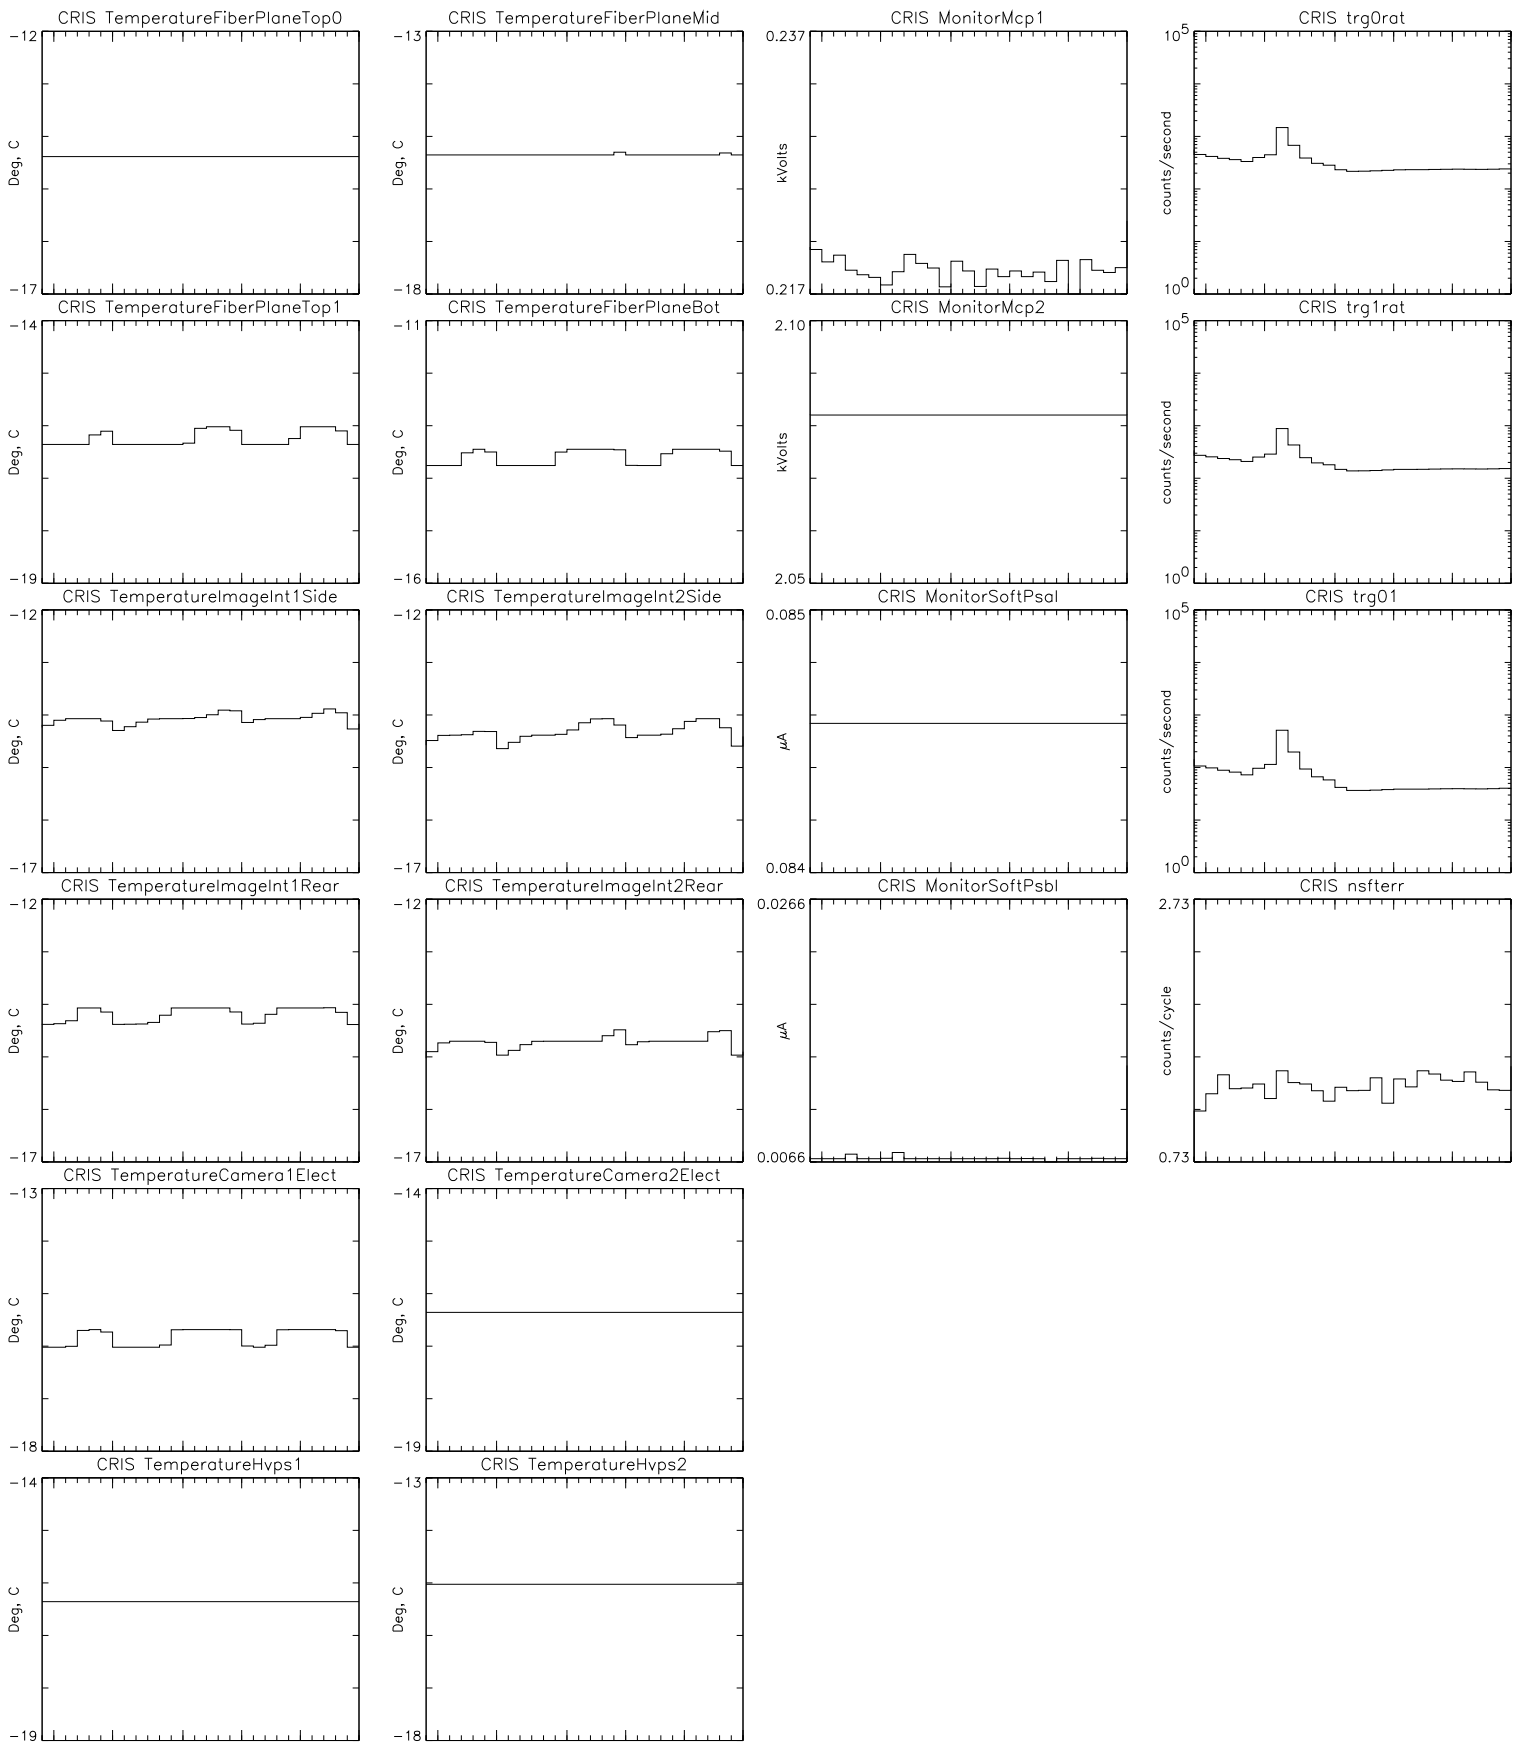 CRIS TemperatureFiberPlaneTop0
-12
Deg, C
-17
CRIS TemperatureFiberPlaneMid
-13
Deg, C
-18
CRIS MonitorMcp1
0.237
kVolts
0.217
CRIS trg0rat
10^5
counts/second
10^0
CRIS TemperatureFiberPlaneTop1
-14
Deg, C
-19
CRIS TemperatureFiberPlaneBot
-11
Deg, C
-16
CRIS MonitorMcp2
2.10
kVolts
2.05
CRIS trg1rat
10^5
counts/second
10^0
CRIS TemperatureImageInt1Side
-12
Deg, C
-17
CRIS TemperatureImageInt2Side
-12
Deg, C
-17
CRIS MonitorSoftPsaI
0.085
μA
0.084
CRIS trg01
10^5
counts/second
10^0
CRIS TemperatureImageInt1Rear
-12
Deg, C
-17
CRIS TemperatureImageInt2Rear
-12
Deg, C
-17
CRIS MonitorSoftPsbI
0.0266
μA
0.0066
CRIS nsfterr
2.73
counts/cycle
0.73
CRIS TemperatureCamera1Elect
-13
Deg, C
-18
CRIS TemperatureCamera2Elect
-14
Deg, C
-19
CRIS TemperatureHvps1
-14
Deg, C
-19
CRIS TemperatureHvps2
-13
Deg, C
-18